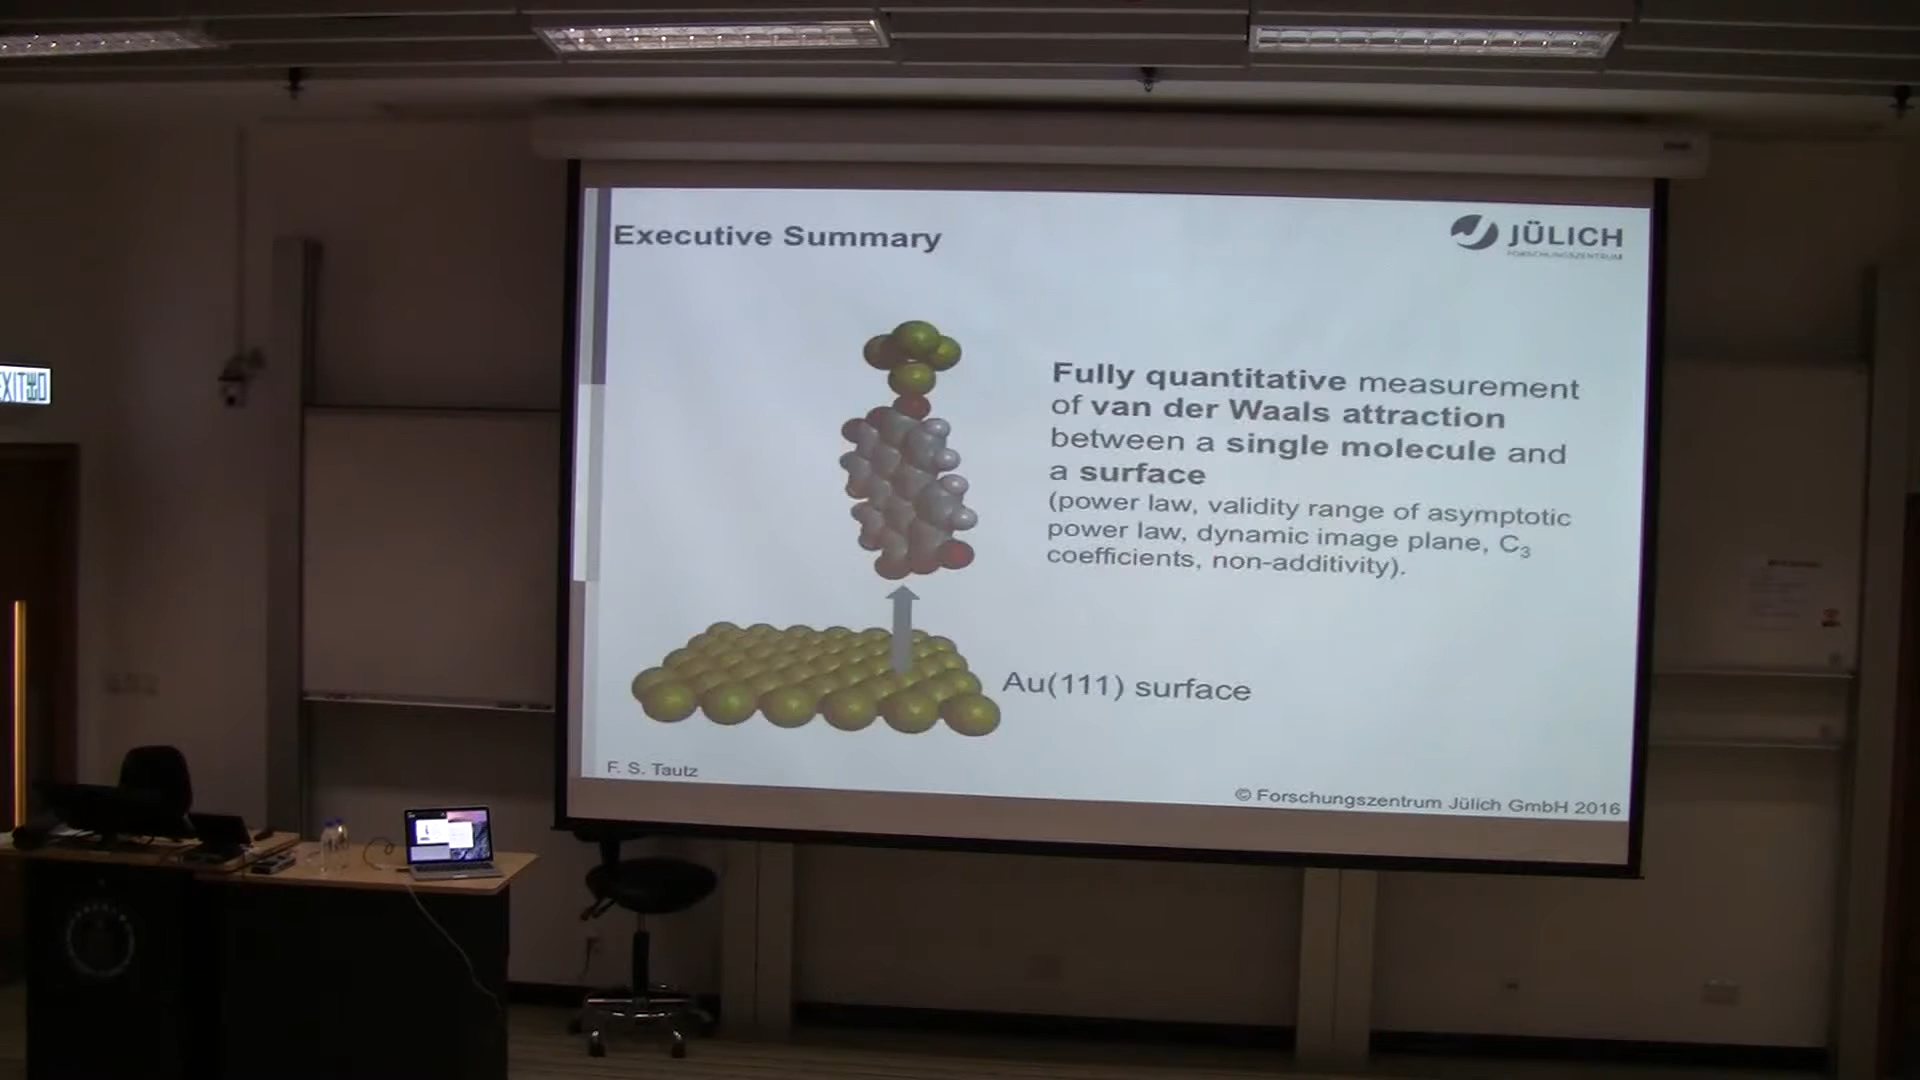 Executive Summary
JÜLICH
FORSCHUNGSZENTRUM
Fully quantitative measurement
of van der Waals attraction
between a single molecule and
a surface
(power law, validity range of asymptotic
power law, dynamic image plane, C₃
coefficients, non-additivity).
Au(111) surface
F. S. Tautz
© Forschungszentrum Jülich GmbH 2016
EXIT